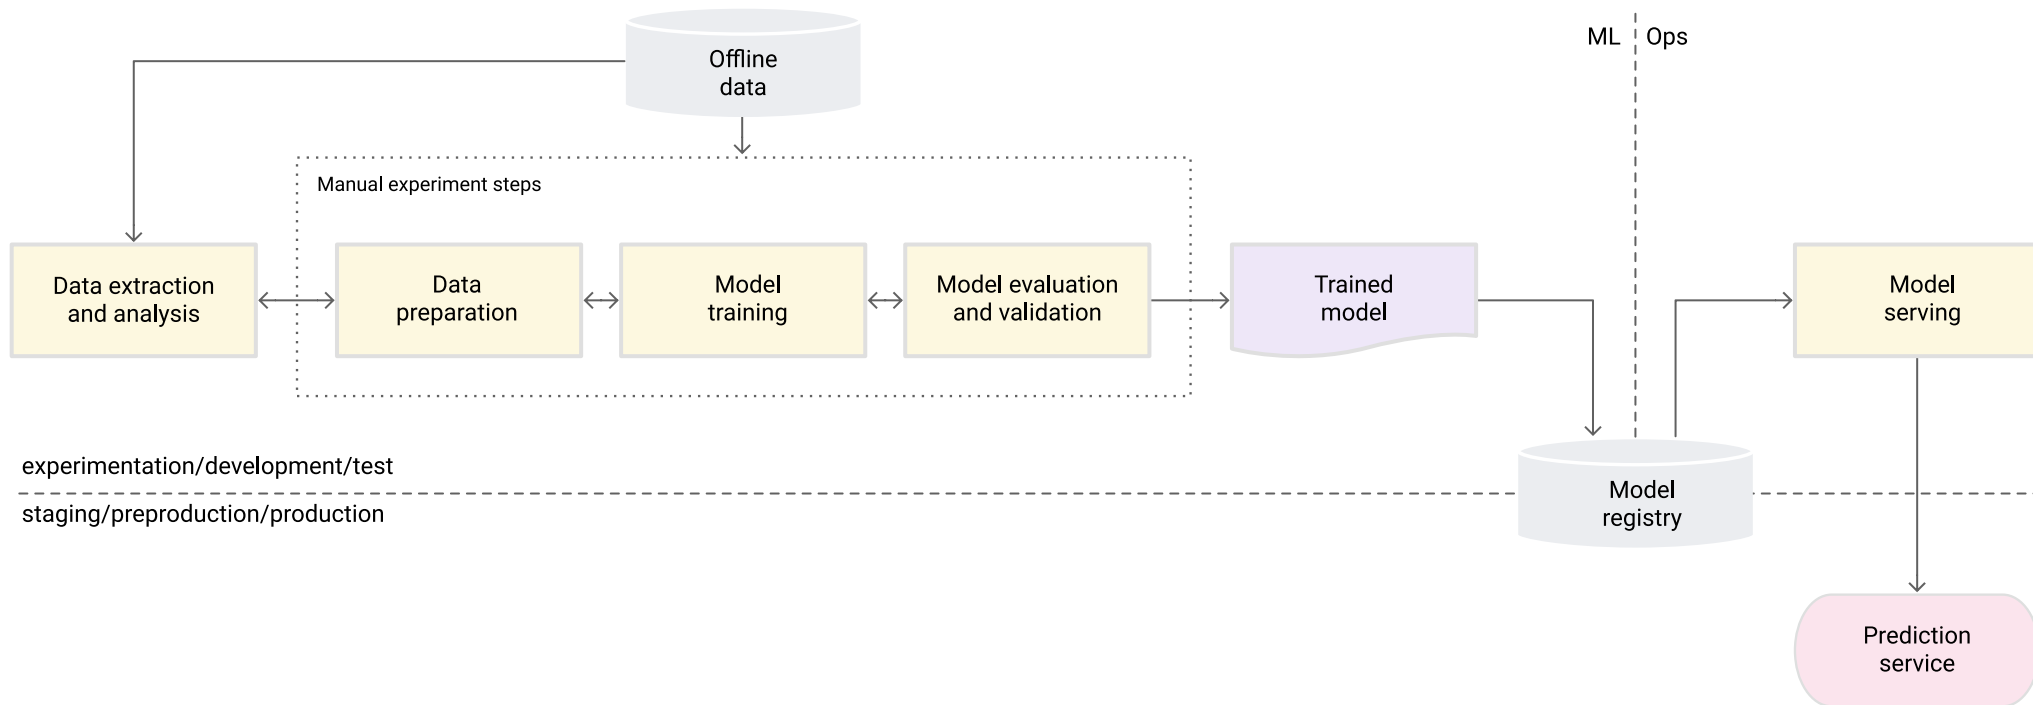 Offline
data
ML
Ops
Manual experiment steps
Data extraction
and analysis
Data
preparation
Model
training
Model evaluation
and validation
Trained
model
Model
serving
experimentation/development/test
staging/preproduction/production
Model
registry
Prediction
service